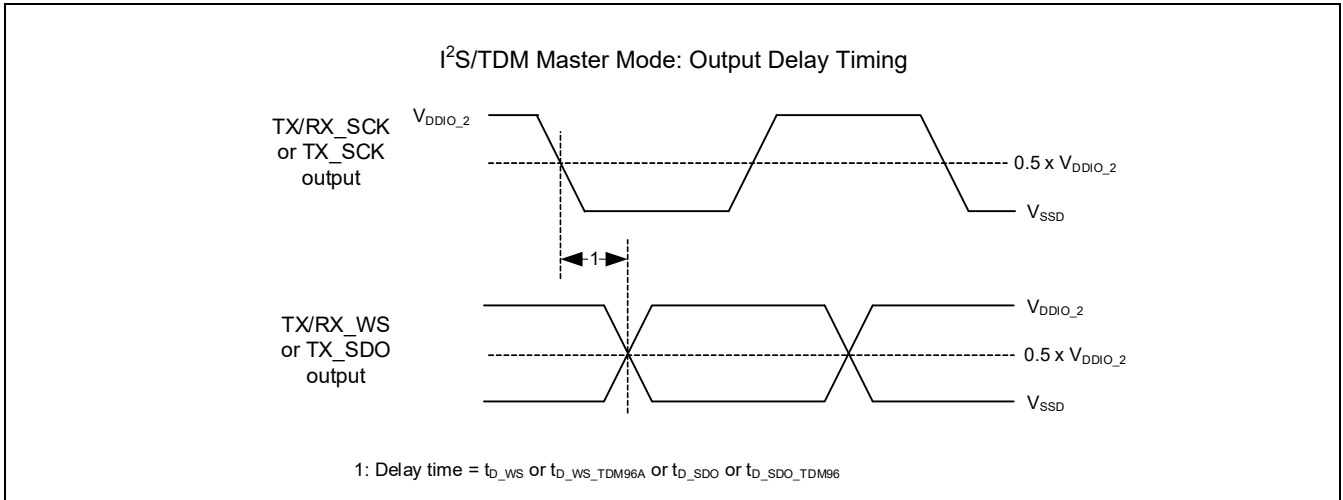 I²S/TDM Master Mode: Output Delay Timing
TX/RX_SCK
or TX_SCK
output
VDDIO_2
0.5 x VDDIO_2
VSSD
1
TX/RX_WS
or TX_SDO
output
VDDIO_2
0.5 x VDDIO_2
VSSD
1: Delay time = tD_WS or tD_WS_TDM96A or tD_SDO or tD_SDO_TDM96